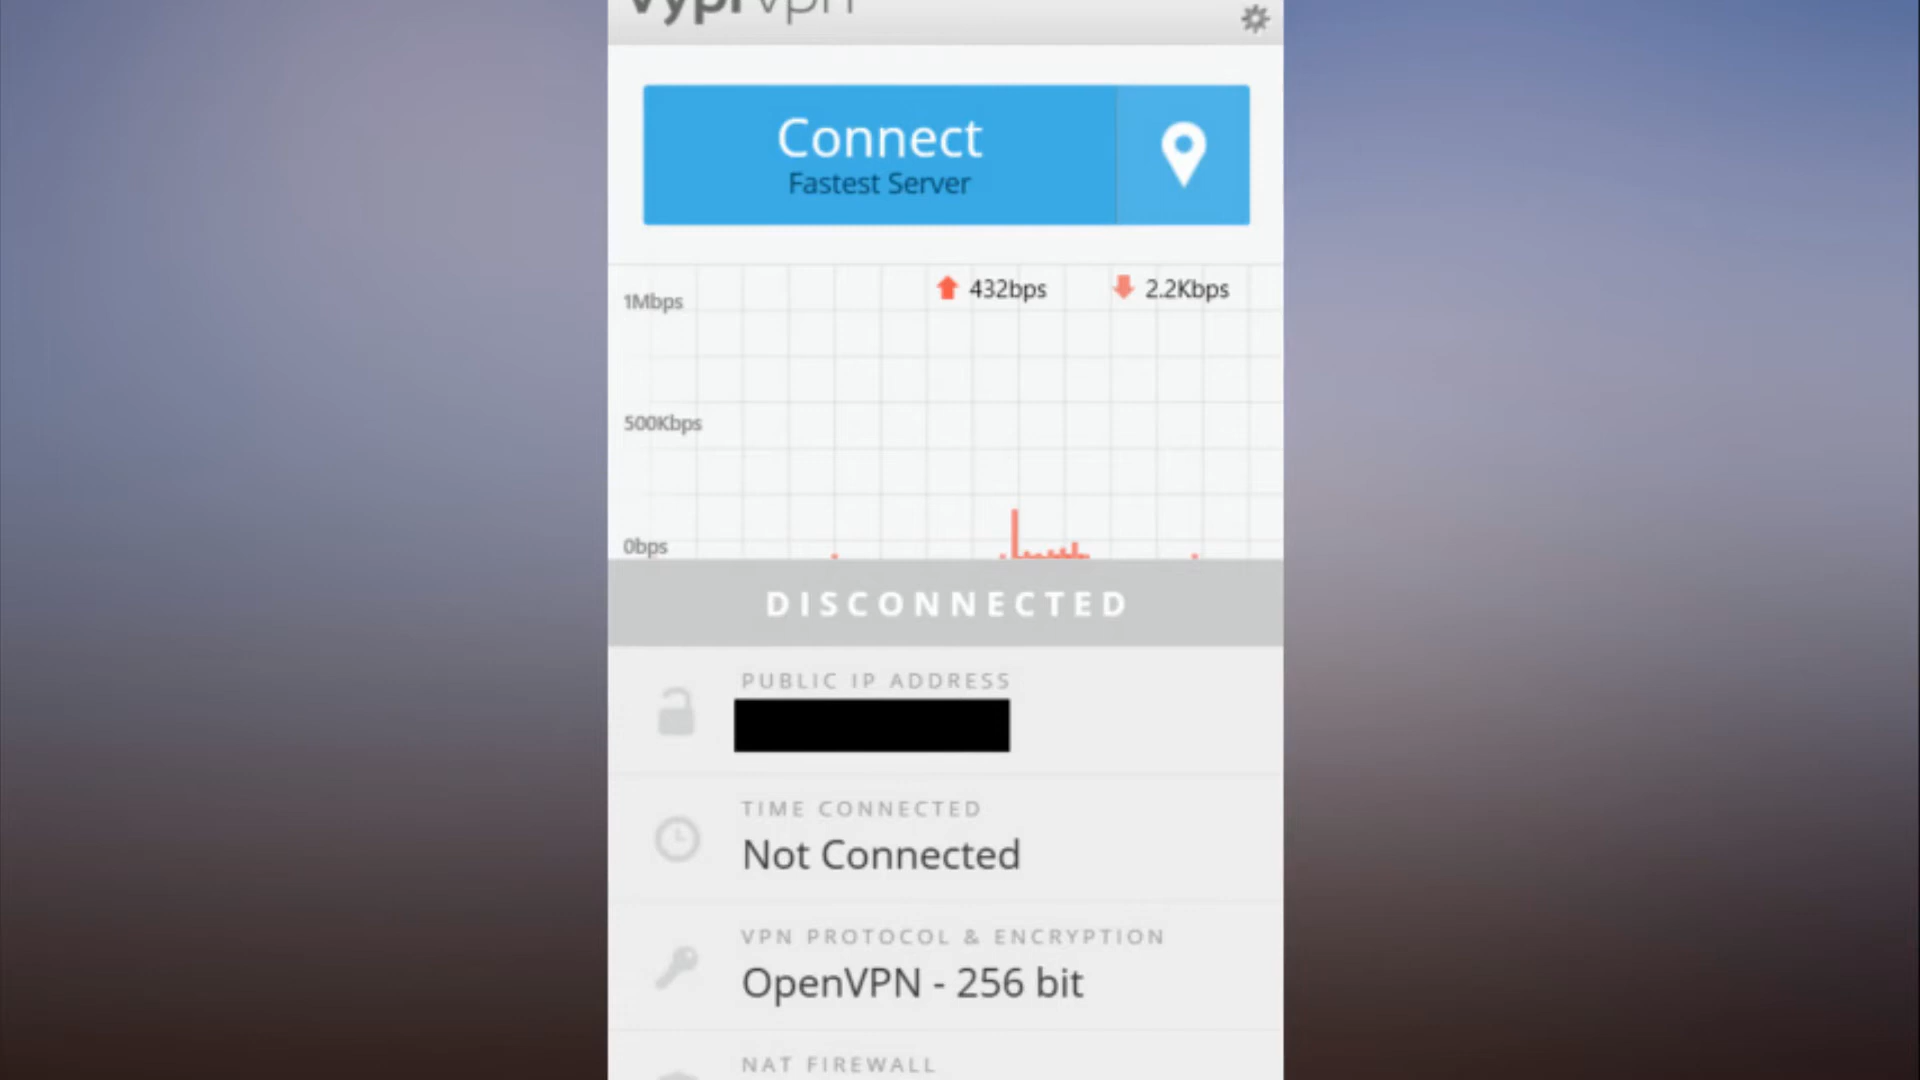 vyprvpn
Connect
Fastest Server
432bps 2.2Kbps
1Mbps
500Kbps
0bps
DISCONNECTED
PUBLIC IP ADDRESS
TIME CONNECTED
Not Connected
VPN PROTOCOL & ENCRYPTION
OpenVPN - 256 bit
NAT FIREWALL